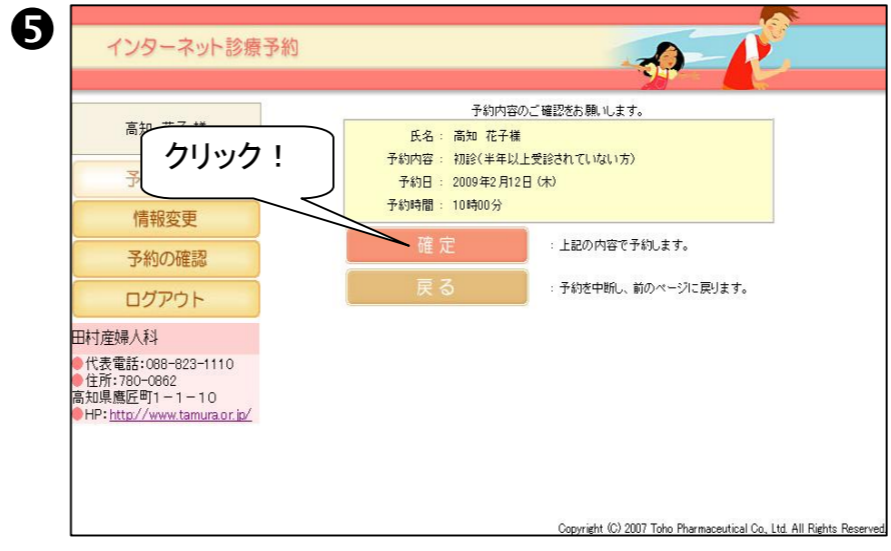 ❺
インターネット診療予約
高知 花子 様
クリック！
予
情報変更
予約の確認
ログアウト
田村産婦人科
●代表電話:088-823-1110
●住所:780-0862
高知県鷹匠町1－1－10
●HP:http://www.tamura.or.jp/
予約内容のご確認をお願いします。
氏名： 高知 花子様
予約内容： 初診(半年以上受診されていない方)
予約日： 2009年2月12日(木)
予約時間： 10時00分
確定 ：上記の内容で予約します。
戻る ：予約を中断し、前のページに戻ります。
Copyright (C) 2007 Toho Pharmaceutical Co., Ltd. All Rights Reserved.